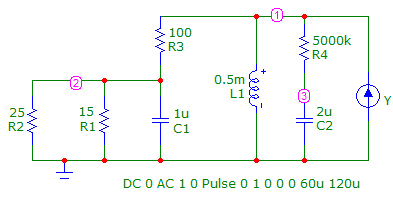 1
100
R3
5000k
R4
2
0.5m
L1
+
-
3
Y
25
R2
15
R1
1u
C1
2u
C2
DC 0 AC 1 0 Pulse 0 1 0 0 0 60u 120u